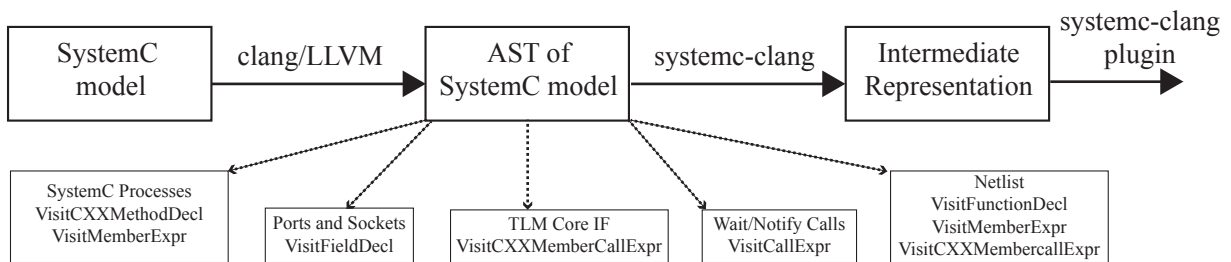 SystemC
model
clang/LLVM
AST of
SystemC model
systemc-clang
Intermediate
Representation
systemc-clang
plugin
SystemC Processes
VisitCXXMethodDecl
VisitMemberExpr
Ports and Sockets
VisitFieldDecl
TLM Core IF
VisitCXXMemberCallExpr
Wait/Notify Calls
VisitCallExpr
Netlist
VisitFunctionDecl
VisitMemberExpr
VisitCXXMembercallExpr